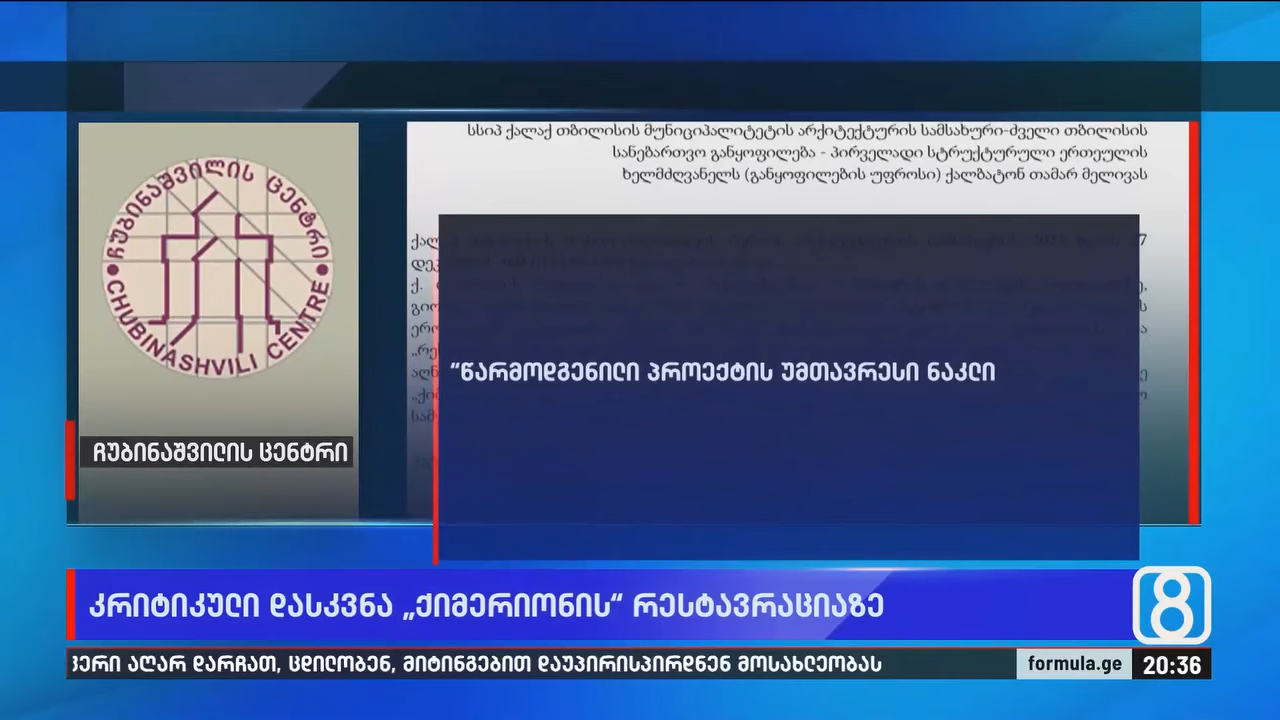 ჩუბინაშვილის ცენტრი
CHUBINASHVILI CENTRE
ჩუბინაშვილის ცენტრი
სსიპ ქალაქ თბილისის მუნიციპალიტეტის არქიტექტურის სამსახური-ძველი თბილისის
სანებართვო განყოფილება - პირველადი სტრუქტურული ერთეულის
ხელმძღვანელს (განყოფილების უფროსი) ქალბატონ თამარ მელივას
“წარმოდგენილი პროექტის უმთავრესი ნაკლი
კრიტიკული დასკვნა „ქიმერიონის“ რესტავრაციაზე
8
ვერი აღარ დარჩათ, ცდილობენ, მიტინგებით დაუპირისპირდნენ მოსახლეობას
formula.ge
20:36